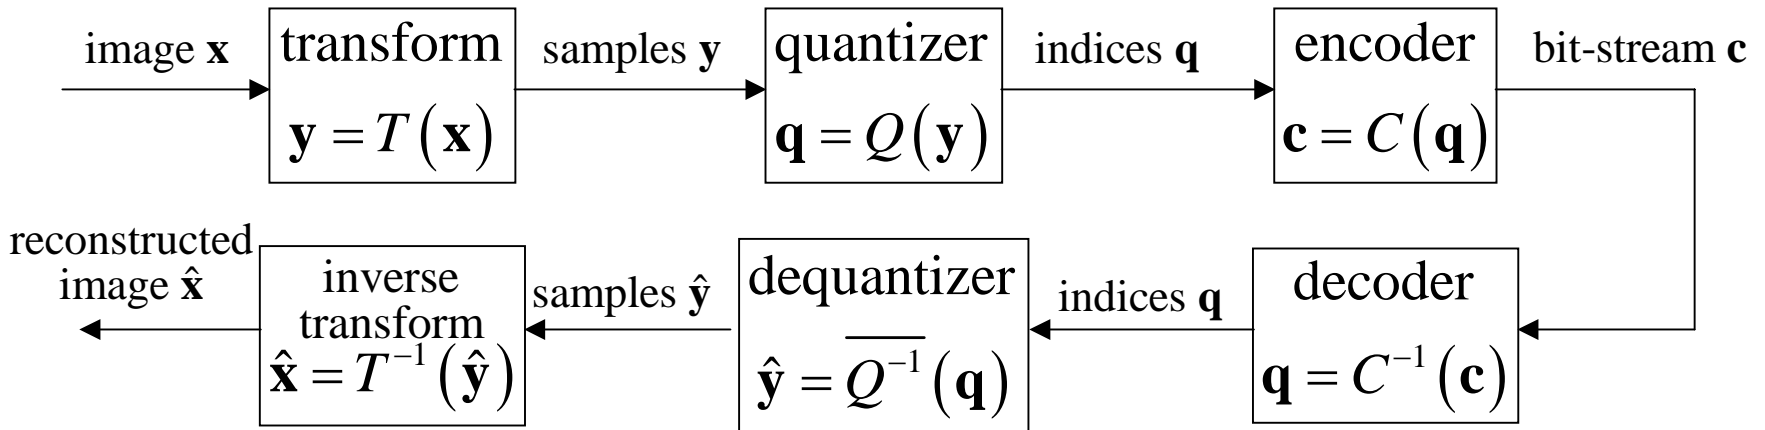 image x
transform
y = T(x)
samples y
quantizer
q = Q(y)
indices q
encoder
c = C(q)
bit-stream c
reconstructed
image x̂
inverse
transform
x̂ = T⁻¹(ŷ)
samples ŷ
dequantizer
ŷ = Q̅⁻̅¹̅(q)
indices q
decoder
q = C⁻¹(c)